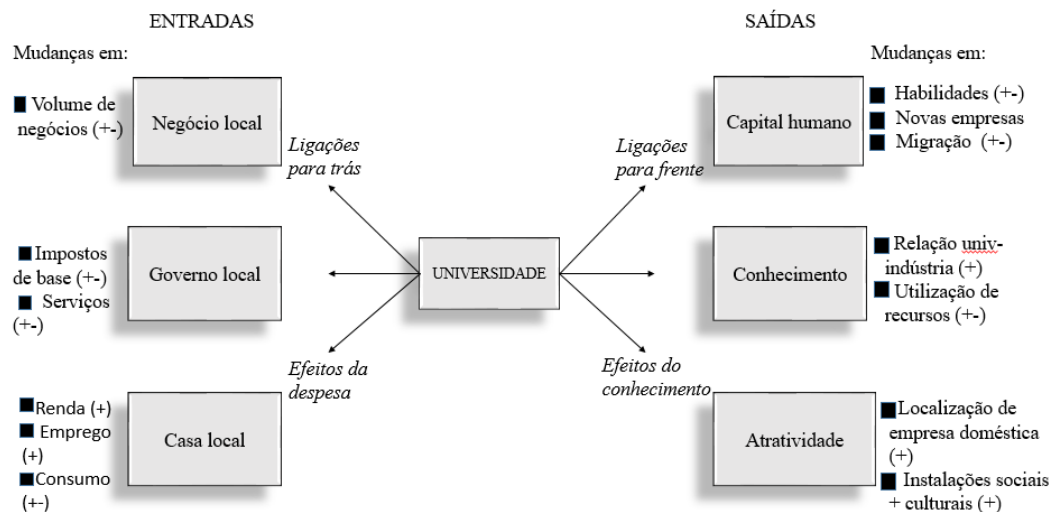 ENTRADAS
Mudanças em:
■ Volume de
negócios (+-)
Negócio local
Ligações
para trás
■ Impostos
de base (+-)
■ Serviços
(+-)
Governo local
Efeitos da
despesa
■ Renda (+)
■ Emprego
(+)
■ Consumo
(+-)
Casa local
UNIVERSIDADE
SAÍDAS
Mudanças em:
Ligações
para frente
Capital humano
■ Habilidades (+-)
■ Novas empresas
■ Migração (+-)
Conhecimento
■ Relação univ-
indústria (+)
■ Utilização de
recursos (+-)
Efeitos do
conhecimento
Atratividade
■ Localização de
empresa doméstica
(+)
■ Instalações sociais
+ culturais (+)